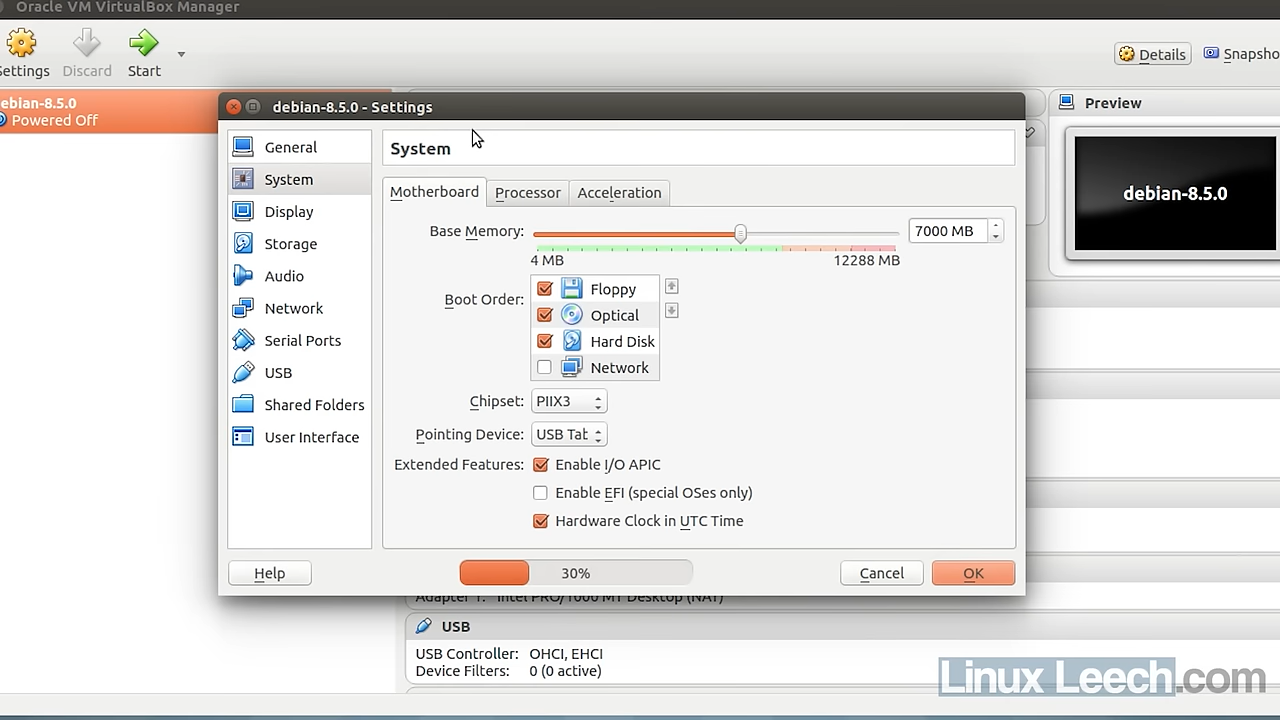 Oracle VM VirtualBox Manager
Settings
Discard
Start
Details
Snapsho
ebian-8.5.0
Powered Off
debian-8.5.0 - Settings
Preview
debian-8.5.0
General
System
Display
Storage
Audio
Network
Serial Ports
USB
Shared Folders
User Interface
System
Motherboard
Processor
Acceleration
Base Memory:
7000 MB
4 MB
12288 MB
Boot Order:
Floppy
Optical
Hard Disk
Network
Chipset:
PIIX3
Pointing Device:
USB Tab
Extended Features:
Enable I/O APIC
Enable EFI (special OSes only)
Hardware Clock in UTC Time
Help
30%
Cancel
OK
Adapter 1: Intel PRO/1000 MT Desktop (NAT)
USB
USB Controller: OHCI, EHCI
Device Filters: 0 (0 active)
Linux Leech.com